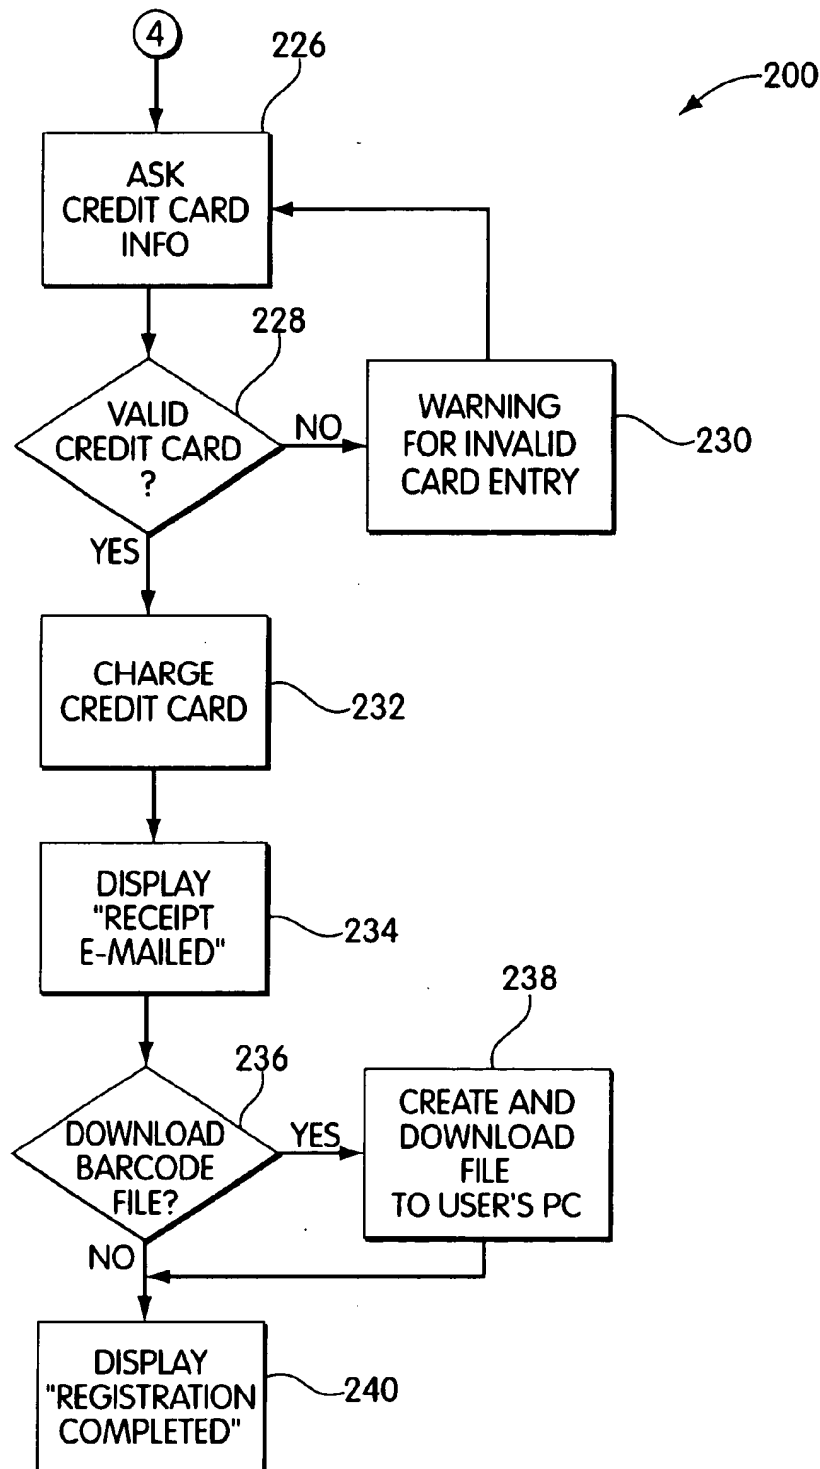 4
226
200
ASK
CREDIT CARD
INFO
228
VALID
CREDIT CARD
?
NO
WARNING
FOR INVALID
CARD ENTRY
230
YES
CHARGE
CREDIT CARD
232
DISPLAY
"RECEIPT
E-MAILED"
234
236
238
DOWNLOAD
BARCODE
FILE?
YES
CREATE AND
DOWNLOAD
FILE
TO USER'S PC
NO
DISPLAY
"REGISTRATION
COMPLETED"
240